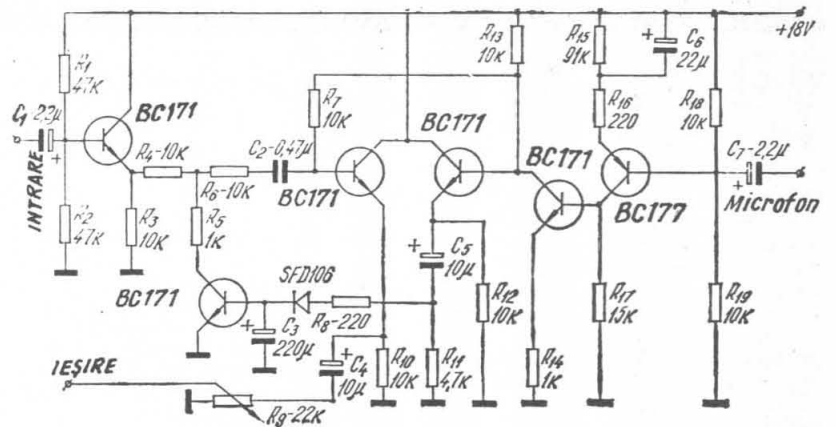 R1
47K
C1-2,2µ
INTRARE
BC171
R2
47K
R3
10K
R4-10K
R5
1K
R6-10K
C2-0,47µ
R7
10K
BC171
BC171
SFD106
R8-220
C3
220µ
C4
10µ
IEȘIRE
R9-22K
R10
10K
R11
4,7K
C5
10µ
R12
10K
BC171
R13
10K
BC171
R14
1K
R15
91K
C6
22µ
R16
220
BC177
R17
15K
R18
10K
R19
10K
C7-2,2µ
Microfon
+18V